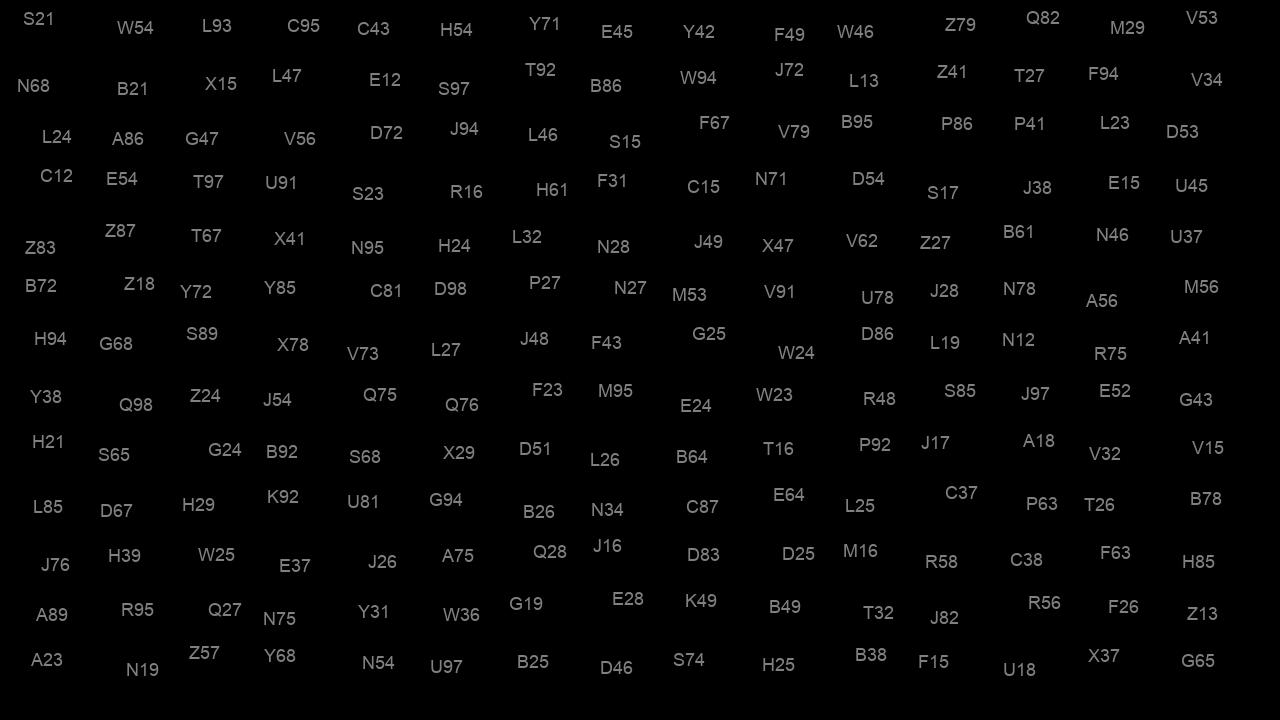 S21 W54 L93 C95 C43 H54 Y71 E45 Y42 F49 W46 Z79 Q82 M29 V53
N68 B21 X15 L47 E12 S97 T92 B86 W94 J72 L13 Z41 T27 F94 V34
L24 A86 G47 V56 D72 J94 L46 S15 F67 V79 B95 P86 P41 L23 D53
C12 E54 T97 U91 S23 R16 H61 F31 C15 N71 D54 S17 J38 E15 U45
Z83 Z87 T67 X41 N95 H24 L32 N28 J49 X47 V62 Z27 B61 N46 U37
B72 Z18 Y72 Y85 C81 D98 P27 N27 M53 V91 U78 J28 N78 A56 M56
H94 G68 S89 X78 V73 L27 J48 F43 G25 W24 D86 L19 N12 R75 A41
Y38 Q98 Z24 J54 Q75 Q76 F23 M95 E24 W23 R48 S85 J97 E52 G43
H21 S65 G24 B92 S68 X29 D51 L26 B64 T16 P92 J17 A18 V32 V15
L85 D67 H29 K92 U81 G94 B26 N34 C87 E64 L25 C37 P63 T26 B78
J76 H39 W25 E37 J26 A75 Q28 J16 D83 D25 M16 R58 C38 F63 H85
A89 R95 Q27 N75 Y31 W36 G19 E28 K49 B49 T32 J82 R56 F26 Z13
A23 N19 Z57 Y68 N54 U97 B25 D46 S74 H25 B38 F15 U18 X37 G65